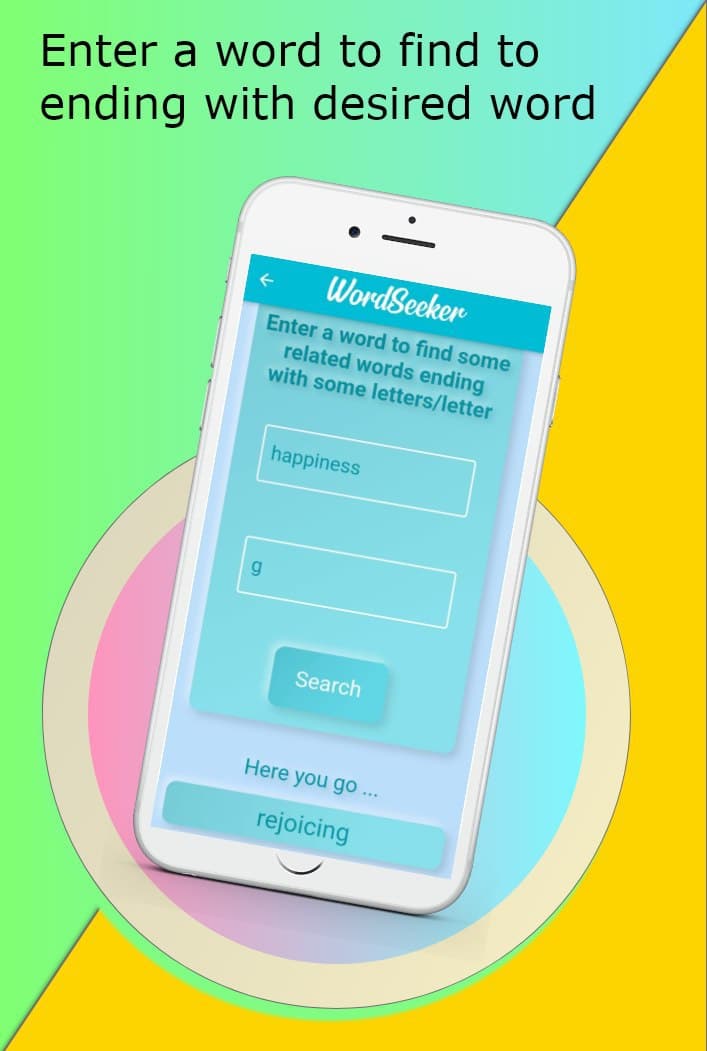 Enter a word to find to
ending with desired word
WordSeeker
Enter a word to find some
related words ending
with some letters/letter
happiness
g
Search
Here you go ...
rejoicing